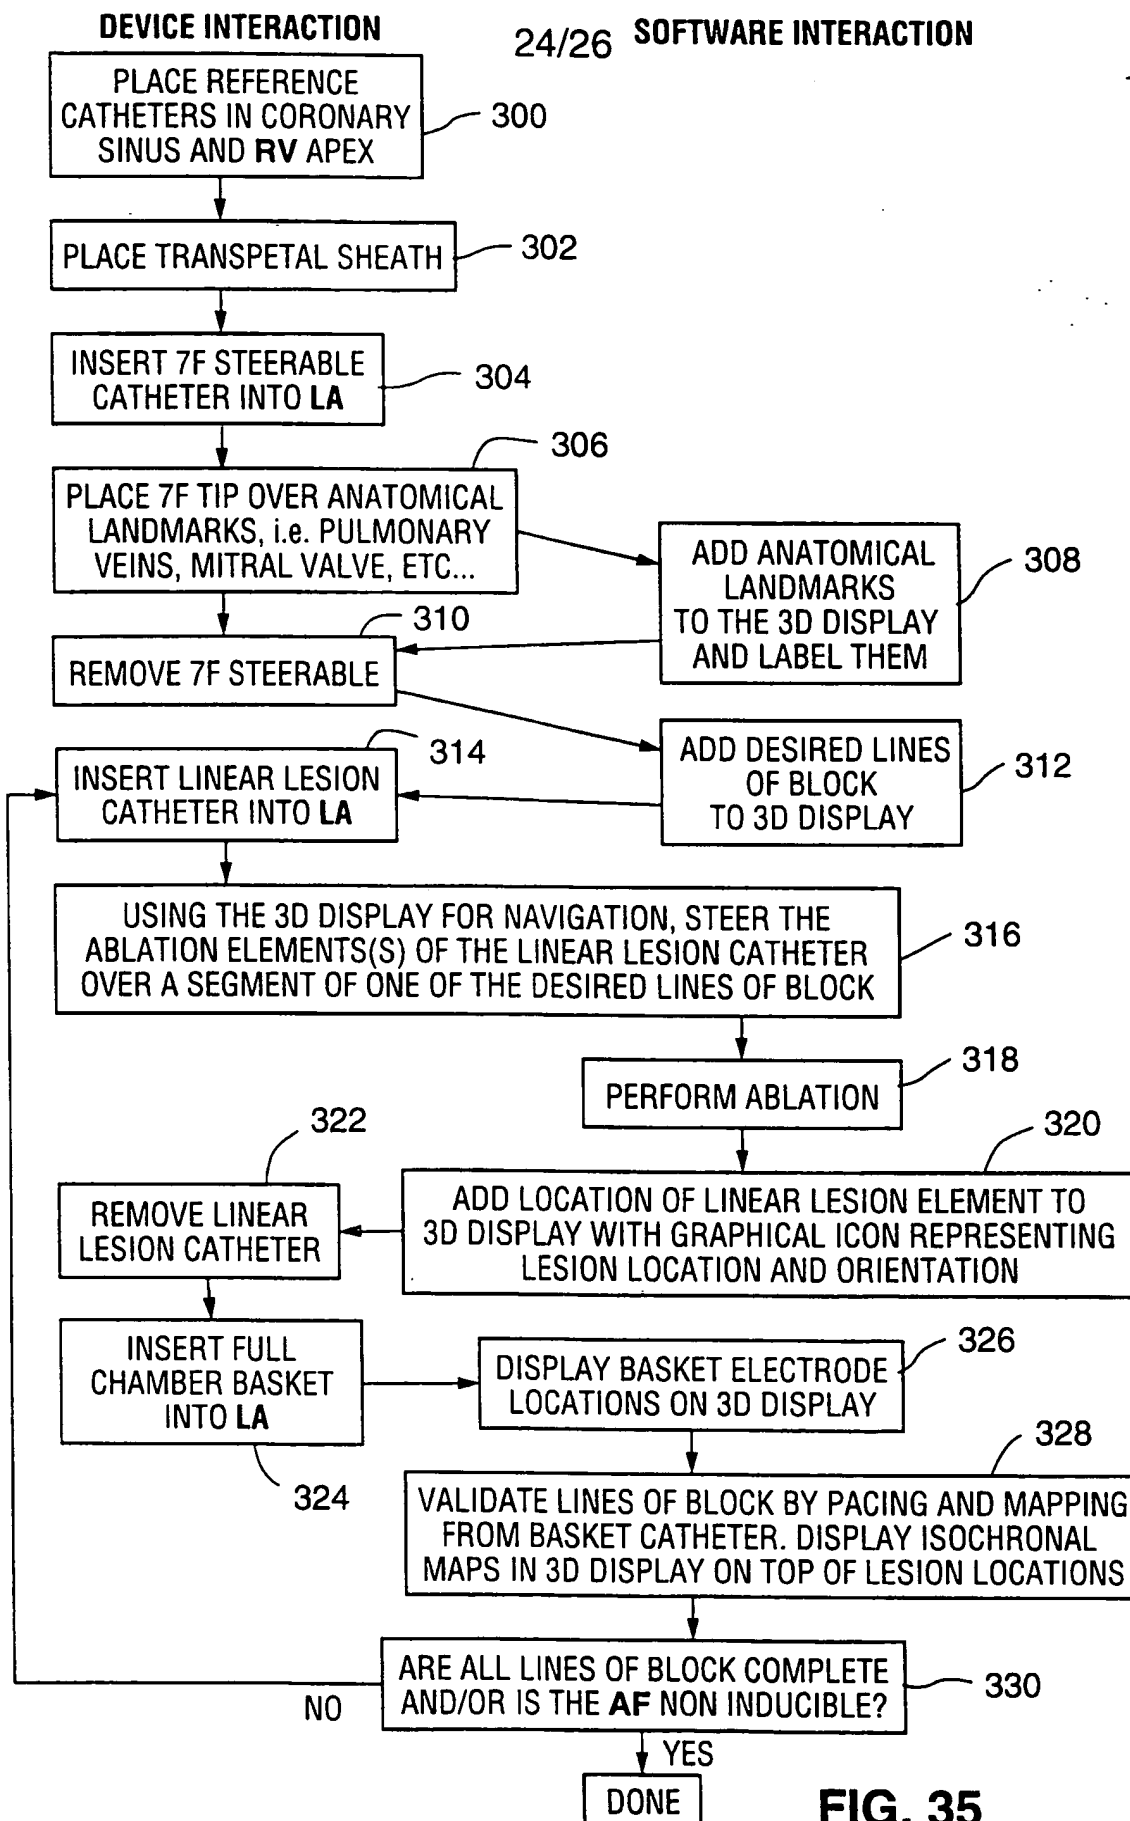 DEVICE INTERACTION
24/26
SOFTWARE INTERACTION
PLACE REFERENCE
CATHETERS IN CORONARY
SINUS AND RV APEX
300
PLACE TRANSPETAL SHEATH
302
INSERT 7F STEERABLE
CATHETER INTO LA
304
306
PLACE 7F TIP OVER ANATOMICAL
LANDMARKS, i.e. PULMONARY
VEINS, MITRAL VALVE, ETC...
ADD ANATOMICAL
LANDMARKS
TO THE 3D DISPLAY
AND LABEL THEM
308
310
REMOVE 7F STEERABLE
ADD DESIRED LINES
OF BLOCK
TO 3D DISPLAY
312
314
INSERT LINEAR LESION
CATHETER INTO LA
USING THE 3D DISPLAY FOR NAVIGATION, STEER THE
ABLATION ELEMENTS(S) OF THE LINEAR LESION CATHETER
OVER A SEGMENT OF ONE OF THE DESIRED LINES OF BLOCK
316
PERFORM ABLATION
318
320
ADD LOCATION OF LINEAR LESION ELEMENT TO
3D DISPLAY WITH GRAPHICAL ICON REPRESENTING
LESION LOCATION AND ORIENTATION
322
REMOVE LINEAR
LESION CATHETER
INSERT FULL
CHAMBER BASKET
INTO LA
324
DISPLAY BASKET ELECTRODE
LOCATIONS ON 3D DISPLAY
326
328
VALIDATE LINES OF BLOCK BY PACING AND MAPPING
FROM BASKET CATHETER. DISPLAY ISOCHRONAL
MAPS IN 3D DISPLAY ON TOP OF LESION LOCATIONS
ARE ALL LINES OF BLOCK COMPLETE
AND/OR IS THE AF NON INDUCIBLE?
330
NO
YES
DONE
FIG. 35